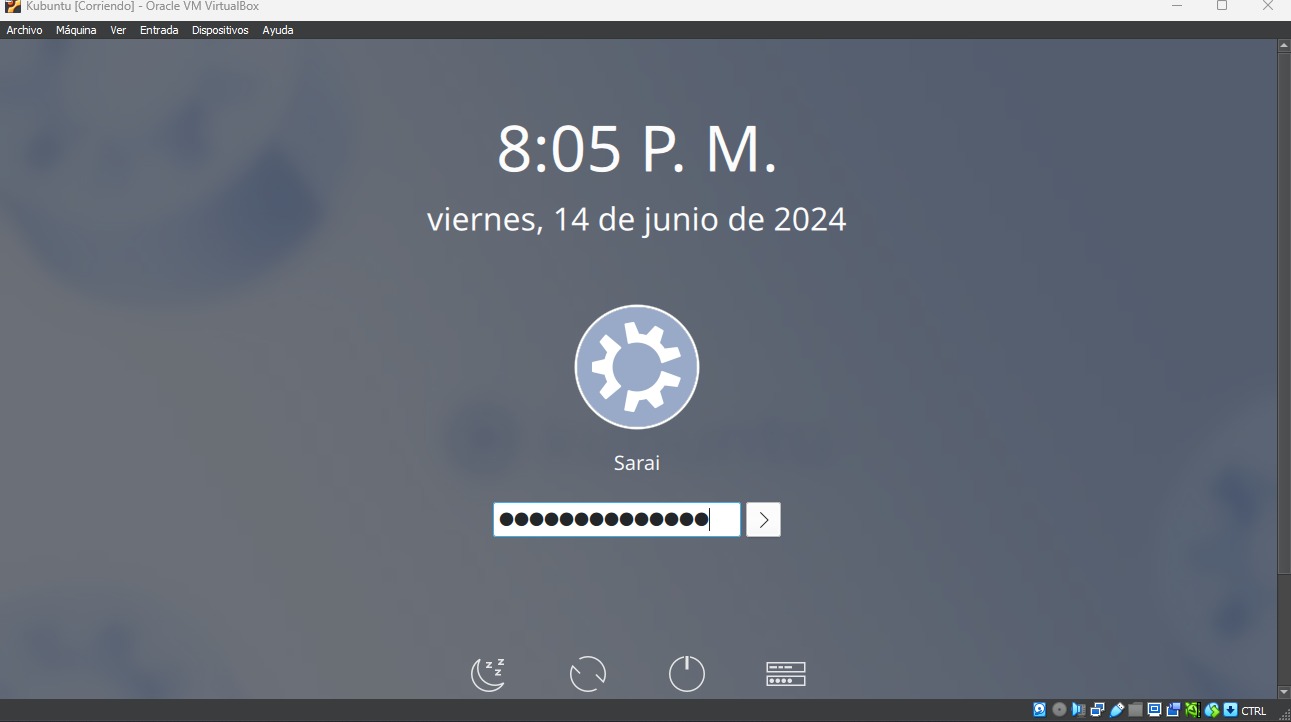 Kubuntu [Corriendo] - Oracle VM VirtualBox
Archivo Máquina Ver Entrada Dispositivos Ayuda
8:05 P. M.
viernes, 14 de junio de 2024
Sarai
●●●●●●●●●●●●●●
z z z
CTRL